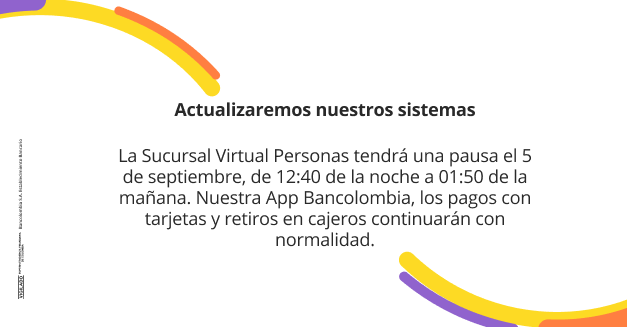 Actualizaremos nuestros sistemas
La Sucursal Virtual Personas tendrá una pausa el 5
de septiembre, de 12:40 de la noche a 01:50 de la
mañana. Nuestra App Bancolombia, los pagos con
tarjetas y retiros en cajeros continuarán con
normalidad.
Bancolombia S.A. Establecimiento Bancario
VIGILADO